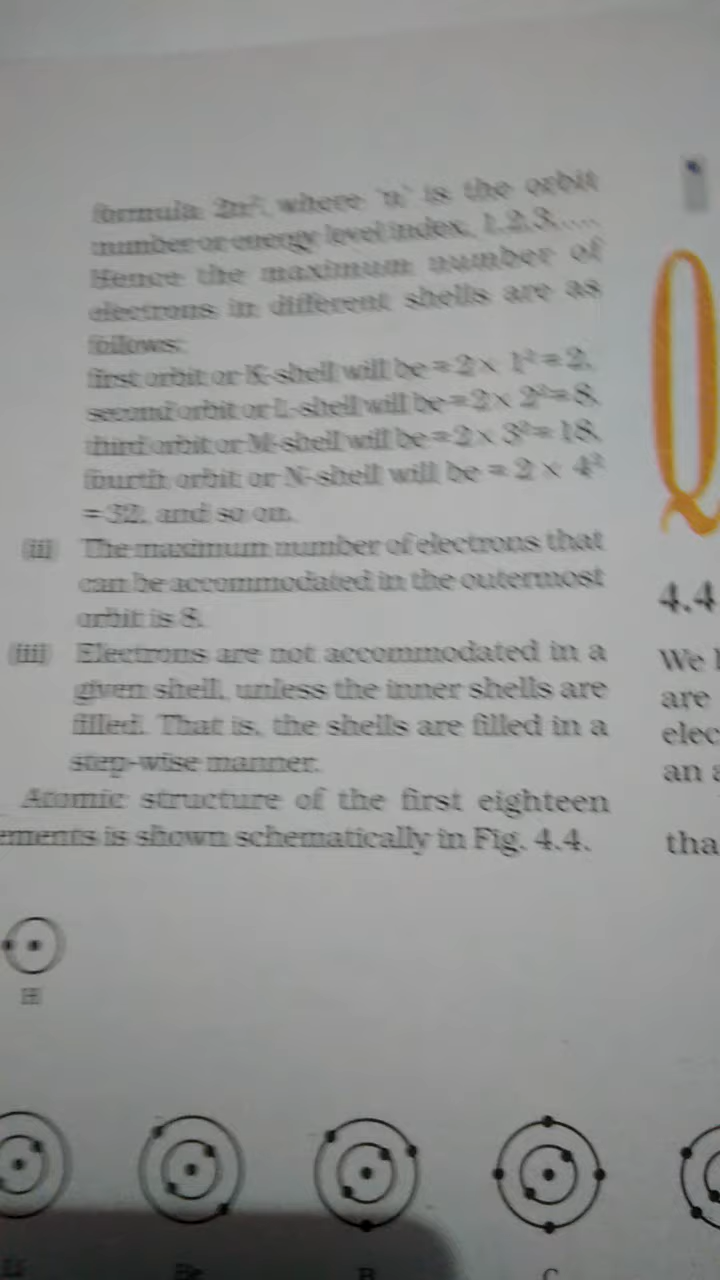 formula 2n², where 'n' is the orbit
number or energy level index, 1,2,3,....
Hence the maximum number of
electrons in different shells are as
follows:
first orbit or K-shell will be = 2 × 1² = 2,
second orbit or L-shell will be = 2 × 2² = 8,
third orbit or M-shell will be = 2 × 3² = 18,
fourth orbit or N-shell will be = 2 × 4²
= 32, and so on.
(ii) The maximum number of electrons that
can be accommodated in the outermost
orbit is 8.
(iii) Electrons are not accommodated in a
given shell, unless the inner shells are
filled. That is, the shells are filled in a
step-wise manner.
Atomic structure of the first eighteen
ements is shown schematically in Fig. 4.4.
H
Be
B
C
Q
4.4
We
are
elec
an a
tha